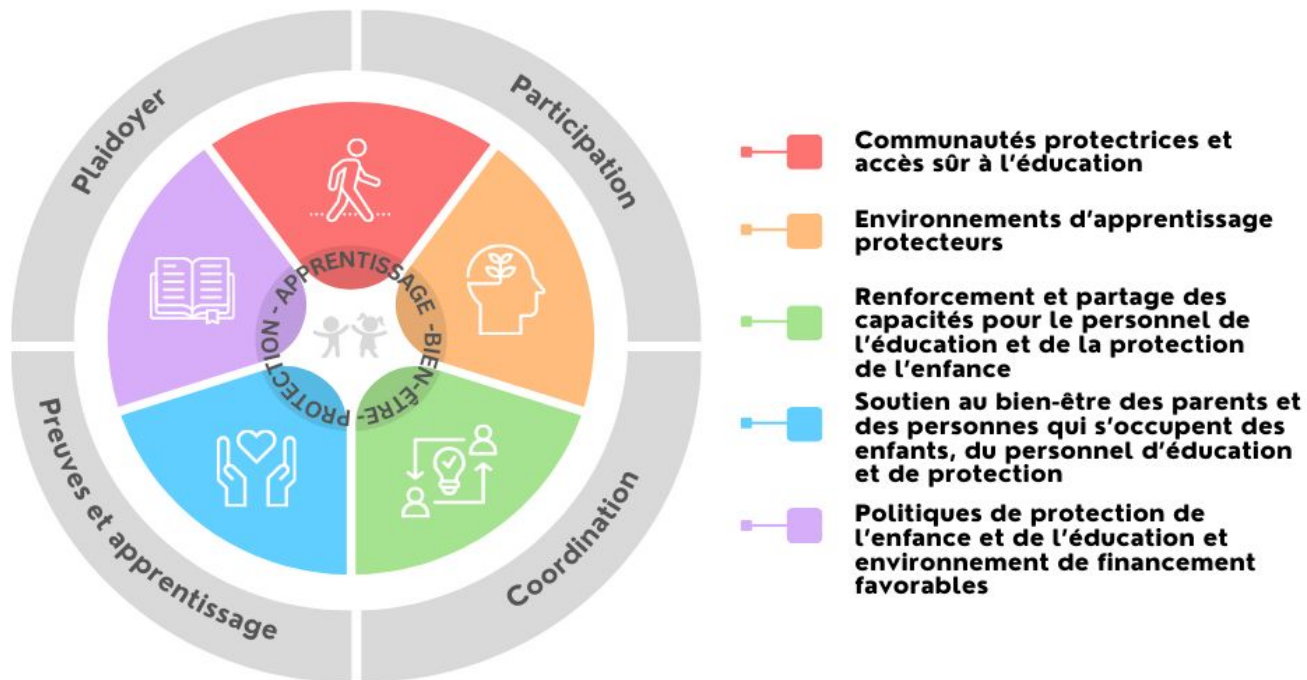 Plaidoyer
Participation
Preuves et apprentissage
Coordination
APPRENTISSAGE -BIEN-ÊTRE- PROTECTION -
Communautés protectrices et
accès sûr à l'éducation
Environnements d'apprentissage
protecteurs
Renforcement et partage des
capacités pour le personnel de
l'éducation et de la protection
de l'enfance
Soutien au bien-être des parents et
des personnes qui s'occupent des
enfants, du personnel d'éducation
et de protection
Politiques de protection de
l'enfance et de l'éducation et
environnement de financement
favorables